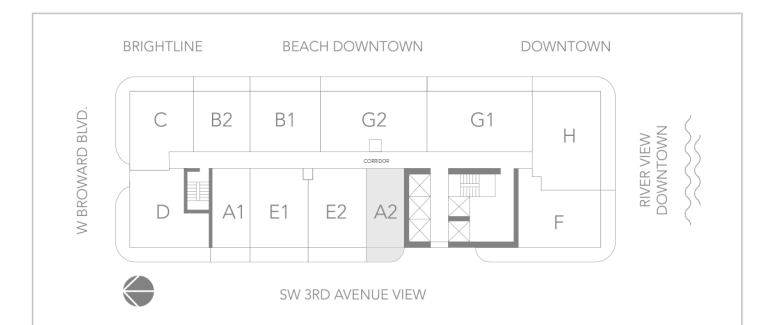 BRIGHTLINE BEACH DOWNTOWN DOWNTOWN
W BROWARD BLVD.
C B2 B1 G2 G1
H
CORRIDOR
D A1 E1 E2 A2
F
RIVER VIEW
DOWNTOWN
SW 3RD AVENUE VIEW